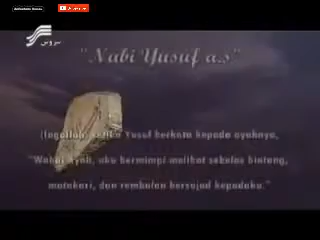 سروش
"Nabi Yusuf a.s"
(Ingatlah) ketika Yusuf berkata kepada ayahnya,
"Wahai Ayah, aku bermimpi melihat sebelas bintang,
matahari, dan rembulan bersujud kepadaku."